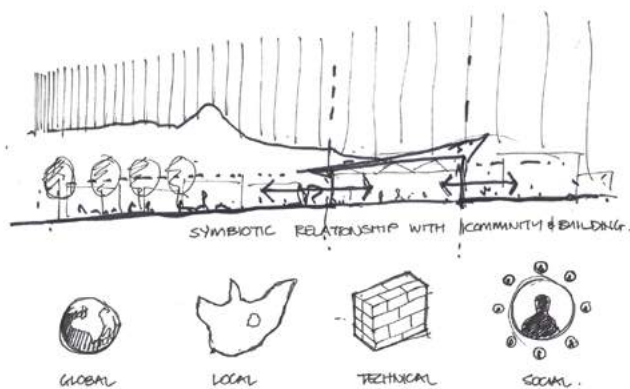 SYMBIOTIC RELATIONSHIP WITH COMMUNITY & BUILDING.
GLOBAL LOCAL TECHNICAL SOCIAL.